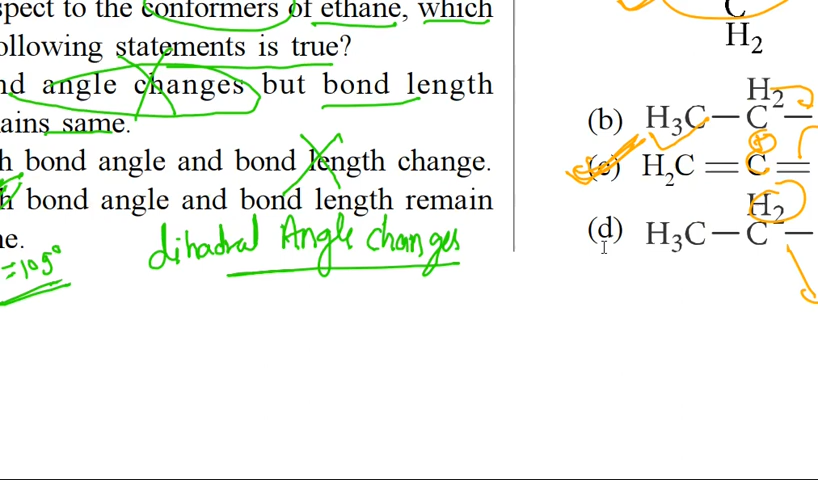 spect to the conformers of ethane, which
ollowing statements is true?
nd angle changes but bond length
ains same.
h bond angle and bond length change.
h bond angle and bond length remain
ne.
=109°
dihadral Angle changes
C
H2
(b) H3C—C—
H2
(c) H2C=C=
+
(d) H3C—C—
H2